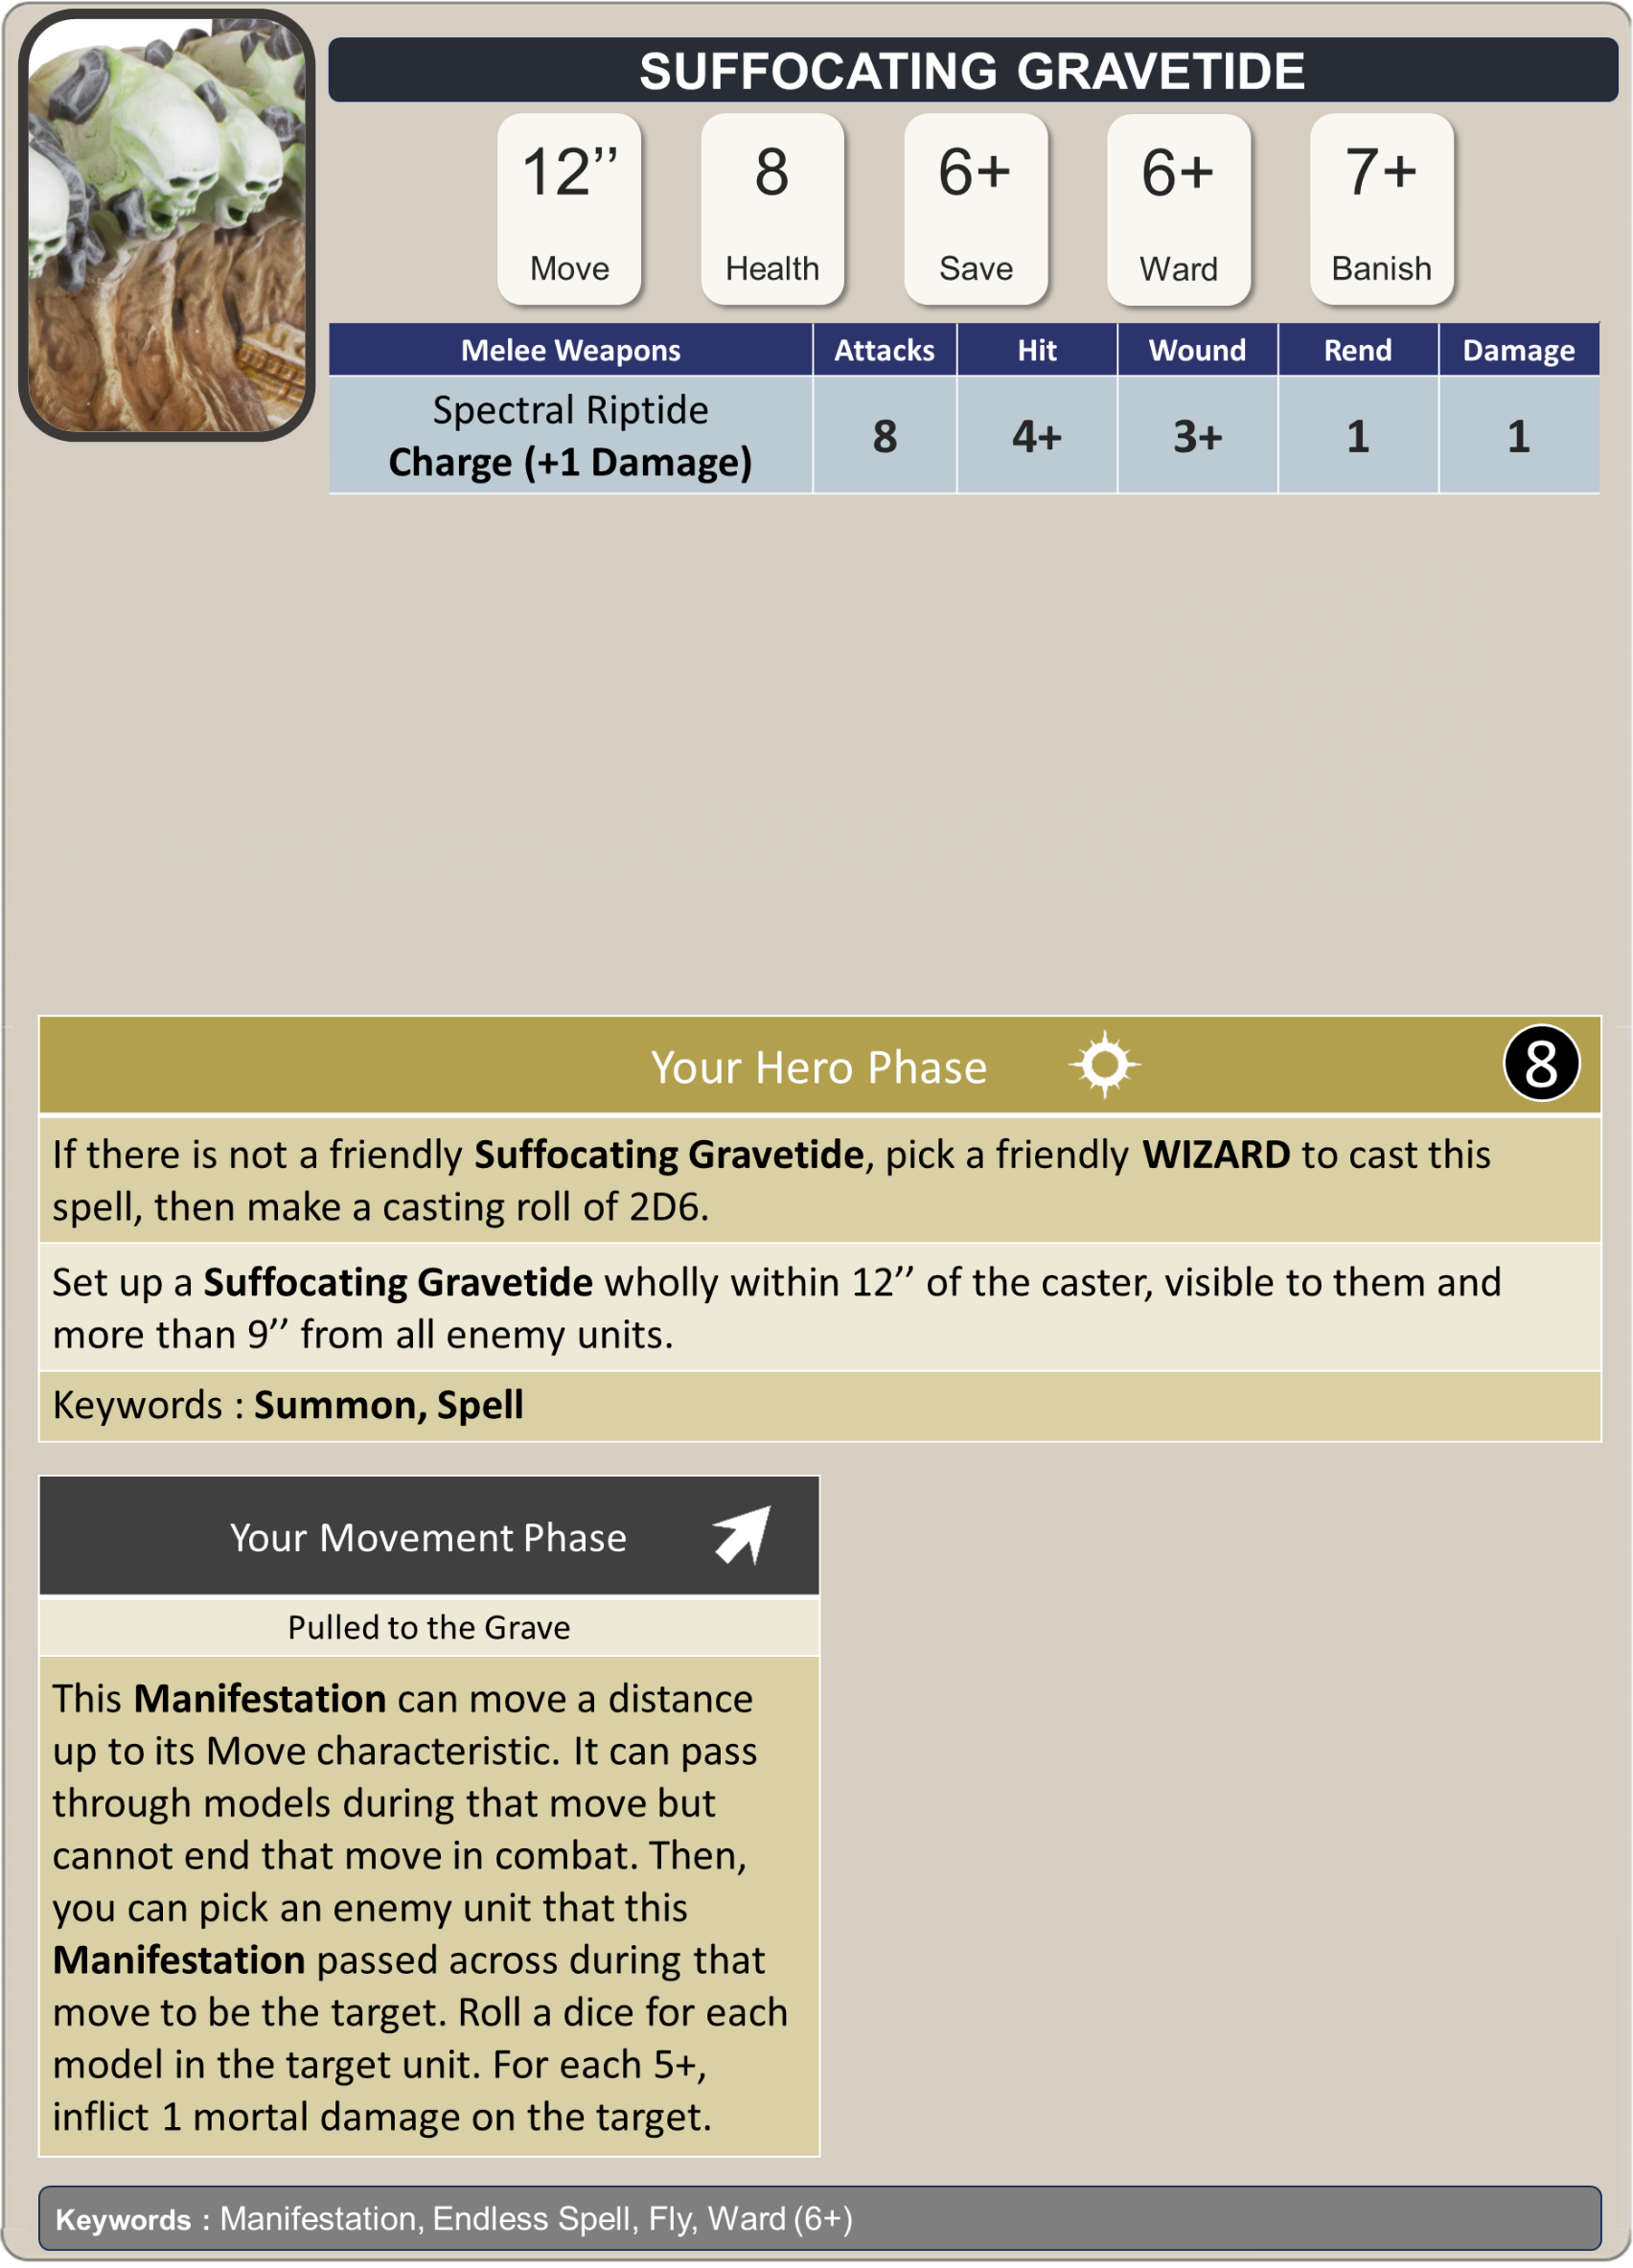 SUFFOCATING GRAVETIDE
12’’ 8 6+ 6+ 7+
Move Health Save Ward Banish
Melee Weapons Attacks Hit Wound Rend Damage
Spectral Riptide
Charge (+1 Damage) 8 4+ 3+ 1 1
Your Hero Phase 8
If there is not a friendly Suffocating Gravetide, pick a friendly WIZARD to cast this
spell, then make a casting roll of 2D6.
Set up a Suffocating Gravetide wholly within 12’’ of the caster, visible to them and
more than 9’’ from all enemy units.
Keywords : Summon, Spell
Your Movement Phase
Pulled to the Grave
This Manifestation can move a distance
up to its Move characteristic. It can pass
through models during that move but
cannot end that move in combat. Then,
you can pick an enemy unit that this
Manifestation passed across during that
move to be the target. Roll a dice for each
model in the target unit. For each 5+,
inflict 1 mortal damage on the target.
Keywords : Manifestation, Endless Spell, Fly, Ward (6+)